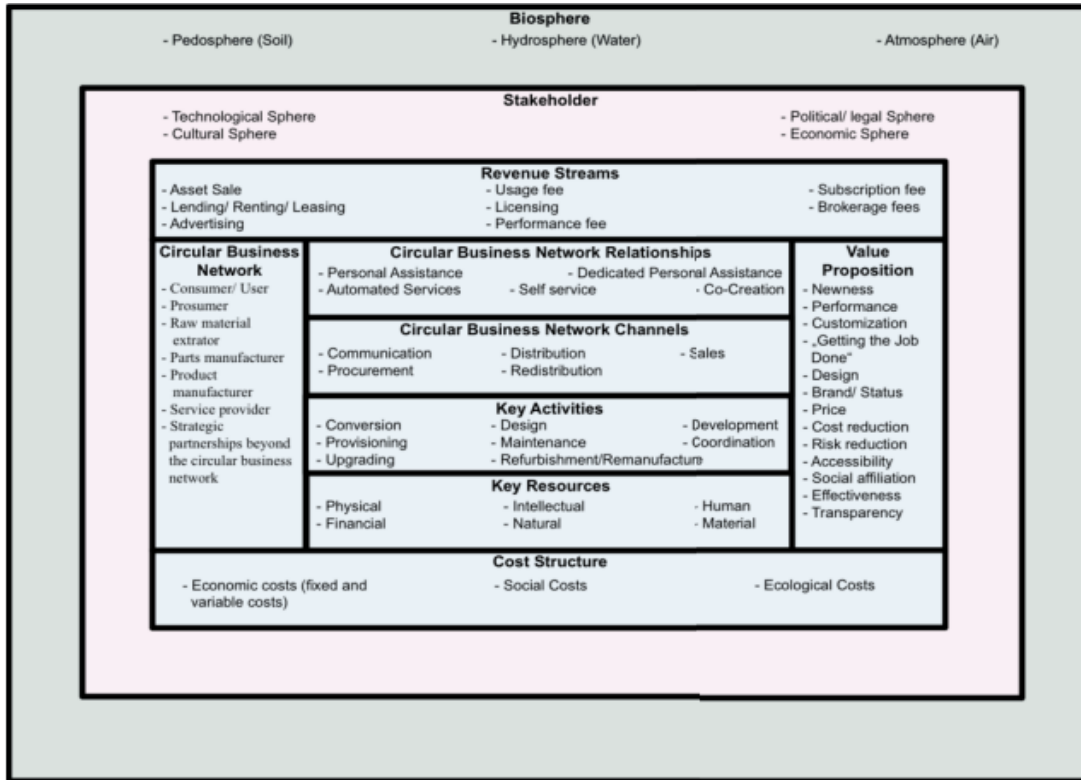 Biosphere
- Pedosphere (Soil)
- Hydrosphere (Water)
- Atmosphere (Air)
Stakeholder
- Technological Sphere
- Cultural Sphere
- Political/ legal Sphere
- Economic Sphere
Revenue Streams
- Asset Sale
- Lending/ Renting/ Leasing
- Advertising
- Usage fee
- Licensing
- Performance fee
- Subscription fee
- Brokerage fees
Circular Business
Network
- Consumer/ User
- Prosumer
- Raw material
extrator
- Parts manufacturer
- Product
manufacturer
- Service provider
- Strategic
partnerships beyond
the circular business
network
Circular Business Network Relationships
- Personal Assistance
- Dedicated Personal Assistance
- Automated Services
- Self service
- Co-Creation
Circular Business Network Channels
- Communication
- Distribution
- Sales
- Procurement
- Redistribution
Key Activities
- Conversion
- Design
- Development
- Provisioning
- Maintenance
- Coordination
- Upgrading
- Refurbishment/Remanufacture
Key Resources
- Physical
- Intellectual
- Human
- Financial
- Natural
- Material
Value
Proposition
- Newness
- Performance
- Customization
- „Getting the Job
Done“
- Design
- Brand/ Status
- Price
- Cost reduction
- Risk reduction
- Accessibility
- Social affiliation
- Effectiveness
- Transparency
Cost Structure
- Economic costs (fixed and
variable costs)
- Social Costs
- Ecological Costs